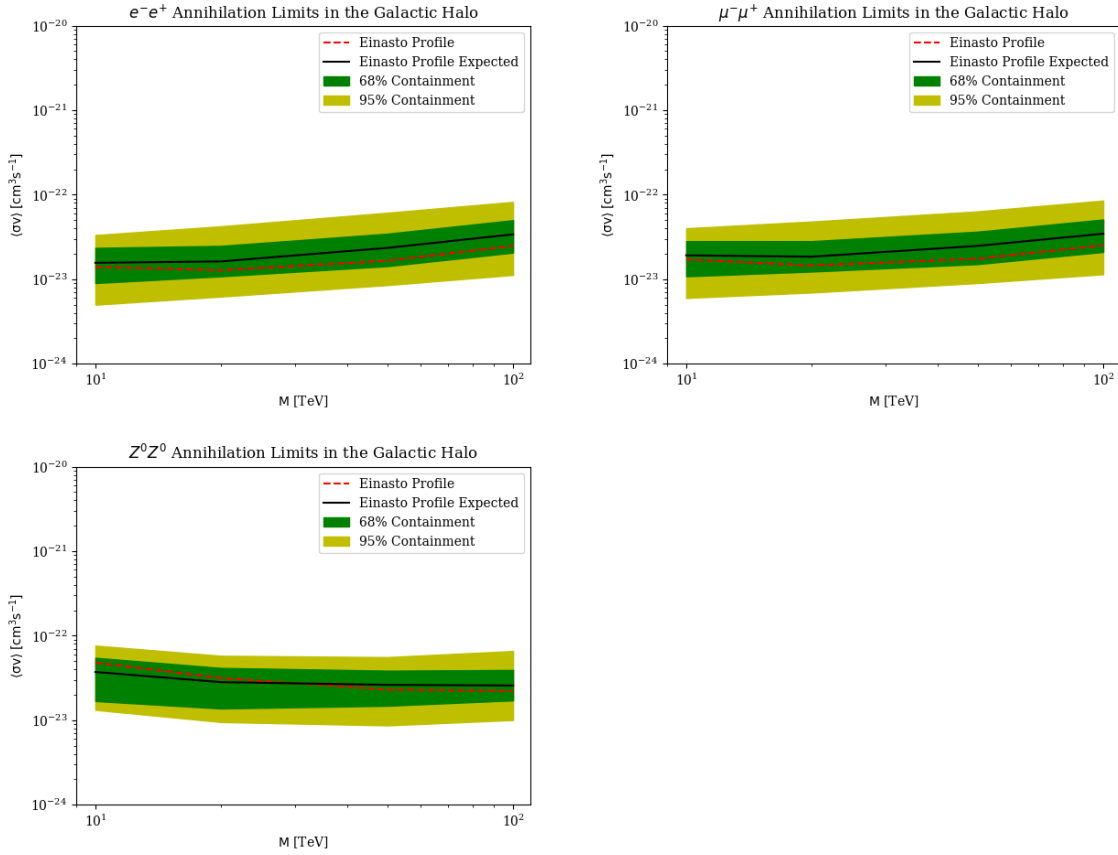 e⁻e⁺ Annihilation Limits in the Galactic Halo
10⁻²⁰
10⁻²¹
10⁻²²
10⁻²³
10⁻²⁴
⟨σv⟩ [cm³s⁻¹]
Einasto Profile
Einasto Profile Expected
68% Containment
95% Containment
10¹
10²
M [TeV]
μ⁻μ⁺ Annihilation Limits in the Galactic Halo
10⁻²⁰
10⁻²¹
10⁻²²
10⁻²³
10⁻²⁴
⟨σv⟩ [cm³s⁻¹]
Einasto Profile
Einasto Profile Expected
68% Containment
95% Containment
10¹
10²
M [TeV]
Z⁰Z⁰ Annihilation Limits in the Galactic Halo
10⁻²⁰
10⁻²¹
10⁻²²
10⁻²³
10⁻²⁴
⟨σv⟩ [cm³s⁻¹]
Einasto Profile
Einasto Profile Expected
68% Containment
95% Containment
10¹
10²
M [TeV]